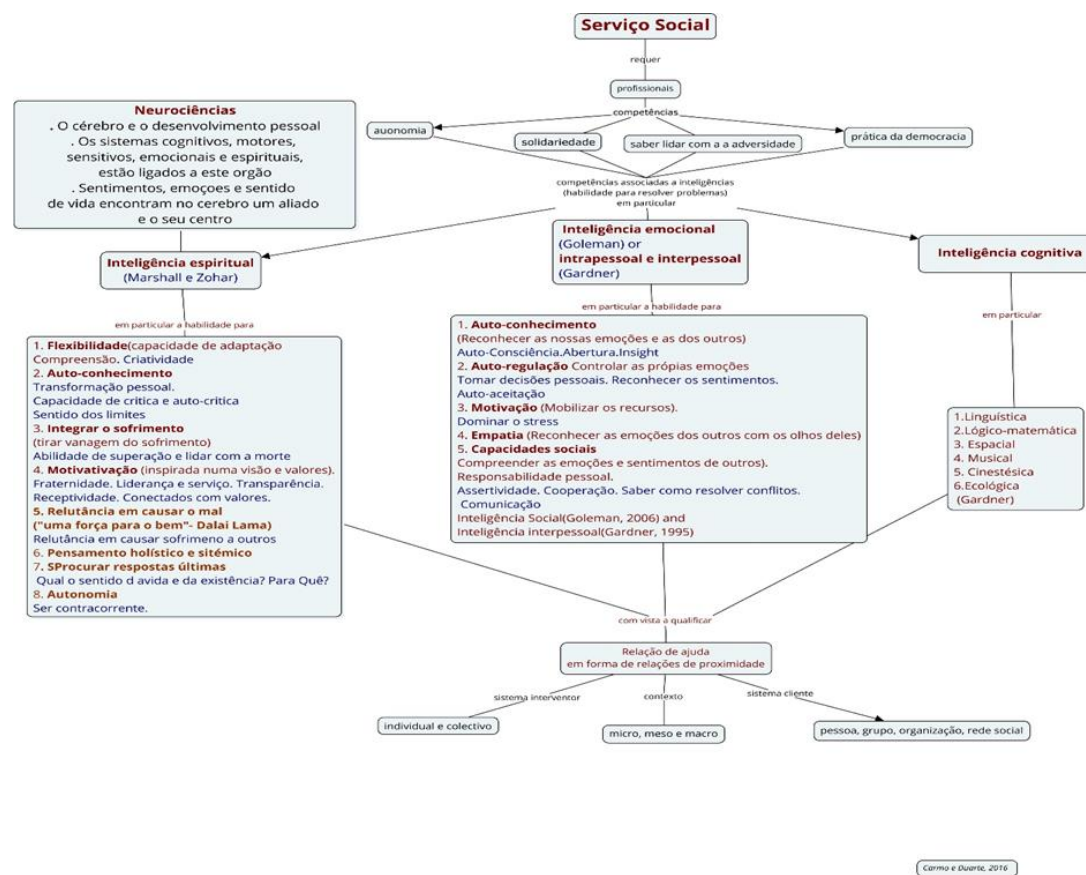 Serviço Social
requer
profissionais
competências
auonomia
solidariedade
saber lidar com a a adversidade
prática da democracia
competências associadas a inteligências
(habilidade para resolver problemas)
em particular
Neurociências
. O cérebro e o desenvolvimento pessoal
. Os sistemas cognitivos, motores,
sensitivos, emocionais e espirituais,
estão ligados a este orgão
. Sentimentos, emoçoes e sentido
de vida encontram no cerebro um aliado
e o seu centro
Inteligência espiritual
(Marshall e Zohar)
Inteligência emocional
(Goleman) or
intrapessoal e interpessoal
(Gardner)
Inteligência cognitiva
em particular a habilidade para
1. Flexibilidade(capacidade de adaptação
Compreensão. Criatividade
2. Auto-conhecimento
Transformação pessoal.
Capacidade de critica e auto-critica
Sentido dos limites
3. Integrar o sofrimento
(tirar vanagem do sofrimento)
Abilidade de superação e lidar com a morte
4. Motivativação (inspirada numa visão e valores).
Fraternidade. Liderança e serviço. Transparência.
Receptividade. Conectados com valores.
5. Relutância em causar o mal
("uma força para o bem"- Dalai Lama)
Relutância em causar sofrimeno a outros
6. Pensamento holístico e sitémico
7. SProcurar respostas últimas
Qual o sentido d avida e da existência? Para Quê?
8. Autonomia
Ser contracorrente.
em particular a habilidade para
1. Auto-conhecimento
(Reconhecer as nossas emoções e as dos outros)
Auto-Consciência.Abertura.Insight
2. Auto-regulação Controlar as própias emoções
Tomar decisões pessoais. Reconhecer os sentimentos.
Auto-aceitação
3. Motivação (Mobilizar os recursos).
Dominar o stress
4. Empatia (Reconhecer as emoções dos outros com os olhos deles)
5. Capacidades sociais
Compreender as emoções e sentimentos de outros).
Responsabilidade pessoal.
Assertividade. Cooperação. Saber como resolver conflitos.
Comunicação
Inteligência Social(Goleman, 2006) and
Inteligência interpessoal(Gardner, 1995)
em particular
1.Linguística
2.Lógico-matemática
3. Espacial
4. Musical
5. Cinestésica
6.Ecológica
(Gardner)
com vista a qualificar
Relação de ajuda
em forma de relações de proximidade
sistema interventor
contexto
sistema cliente
individual e colectivo
micro, meso e macro
pessoa, grupo, organização, rede social
Carmo e Duarte, 2016